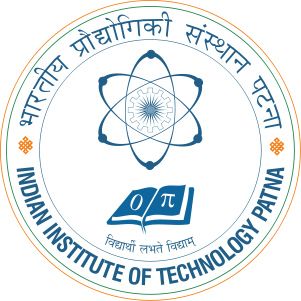 भारतीय प्रौद्योगिकी संस्थान पटना
0 π
विद्यार्थी लभते विद्याम्
INDIAN INSTITUTE OF TECHNOLOGY PATNA